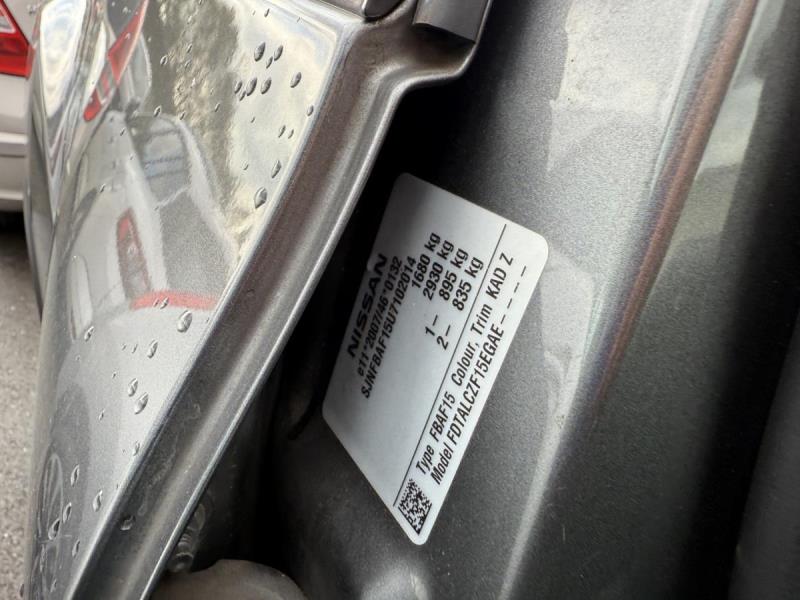 NISSAN
e11*2007/46*0132
SJNFBAF15U7102014
1680 kg
2930 kg
1- 895 kg
2- 835 kg
Type FBAF15 Colour, Trim KAD Z
Model FDTALCZF15EGAE----